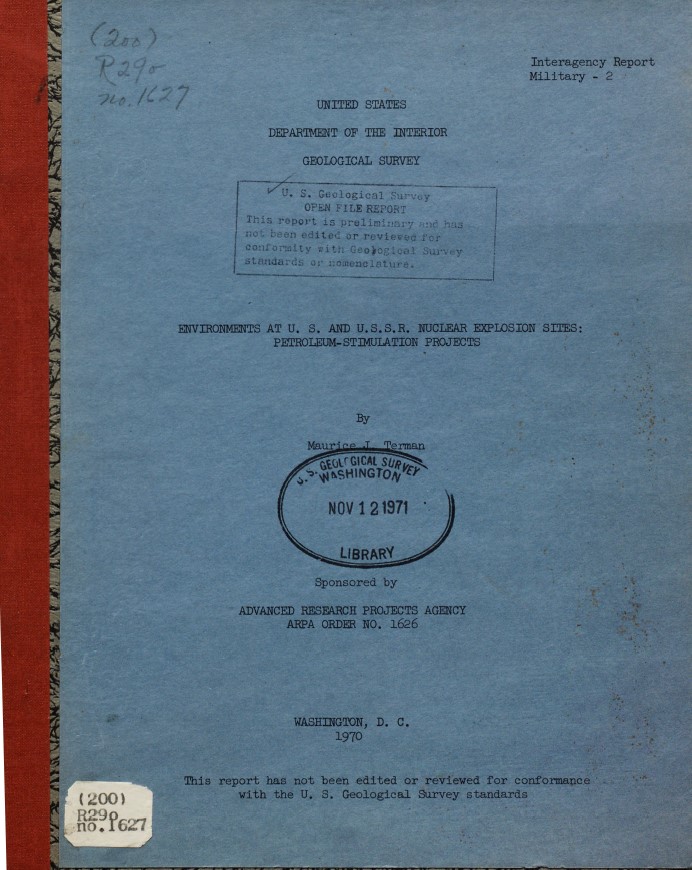 (200)
R29o
no.1627
Interagency Report
Military - 2
UNITED STATES
DEPARTMENT OF THE INTERIOR
GEOLOGICAL SURVEY
U. S. Geological Survey
OPEN FILE REPORT
This report is preliminary and has
not been edited or reviewed for
conformity with Geological Survey
standards or nomenclature.
ENVIRONMENTS AT U. S. AND U.S.S.R. NUCLEAR EXPLOSION SITES:
PETROLEUM-STIMULATION PROJECTS
By
Maurice J. Terman
U. S. GEOLOGICAL SURVEY
WASHINGTON
NOV 12 1971
LIBRARY
Sponsored by
ADVANCED RESEARCH PROJECTS AGENCY
ARPA ORDER NO. 1626
WASHINGTON, D. C.
1970
This report has not been edited or reviewed for conformance
with the U. S. Geological Survey standards
(200)
R29o
no.1627